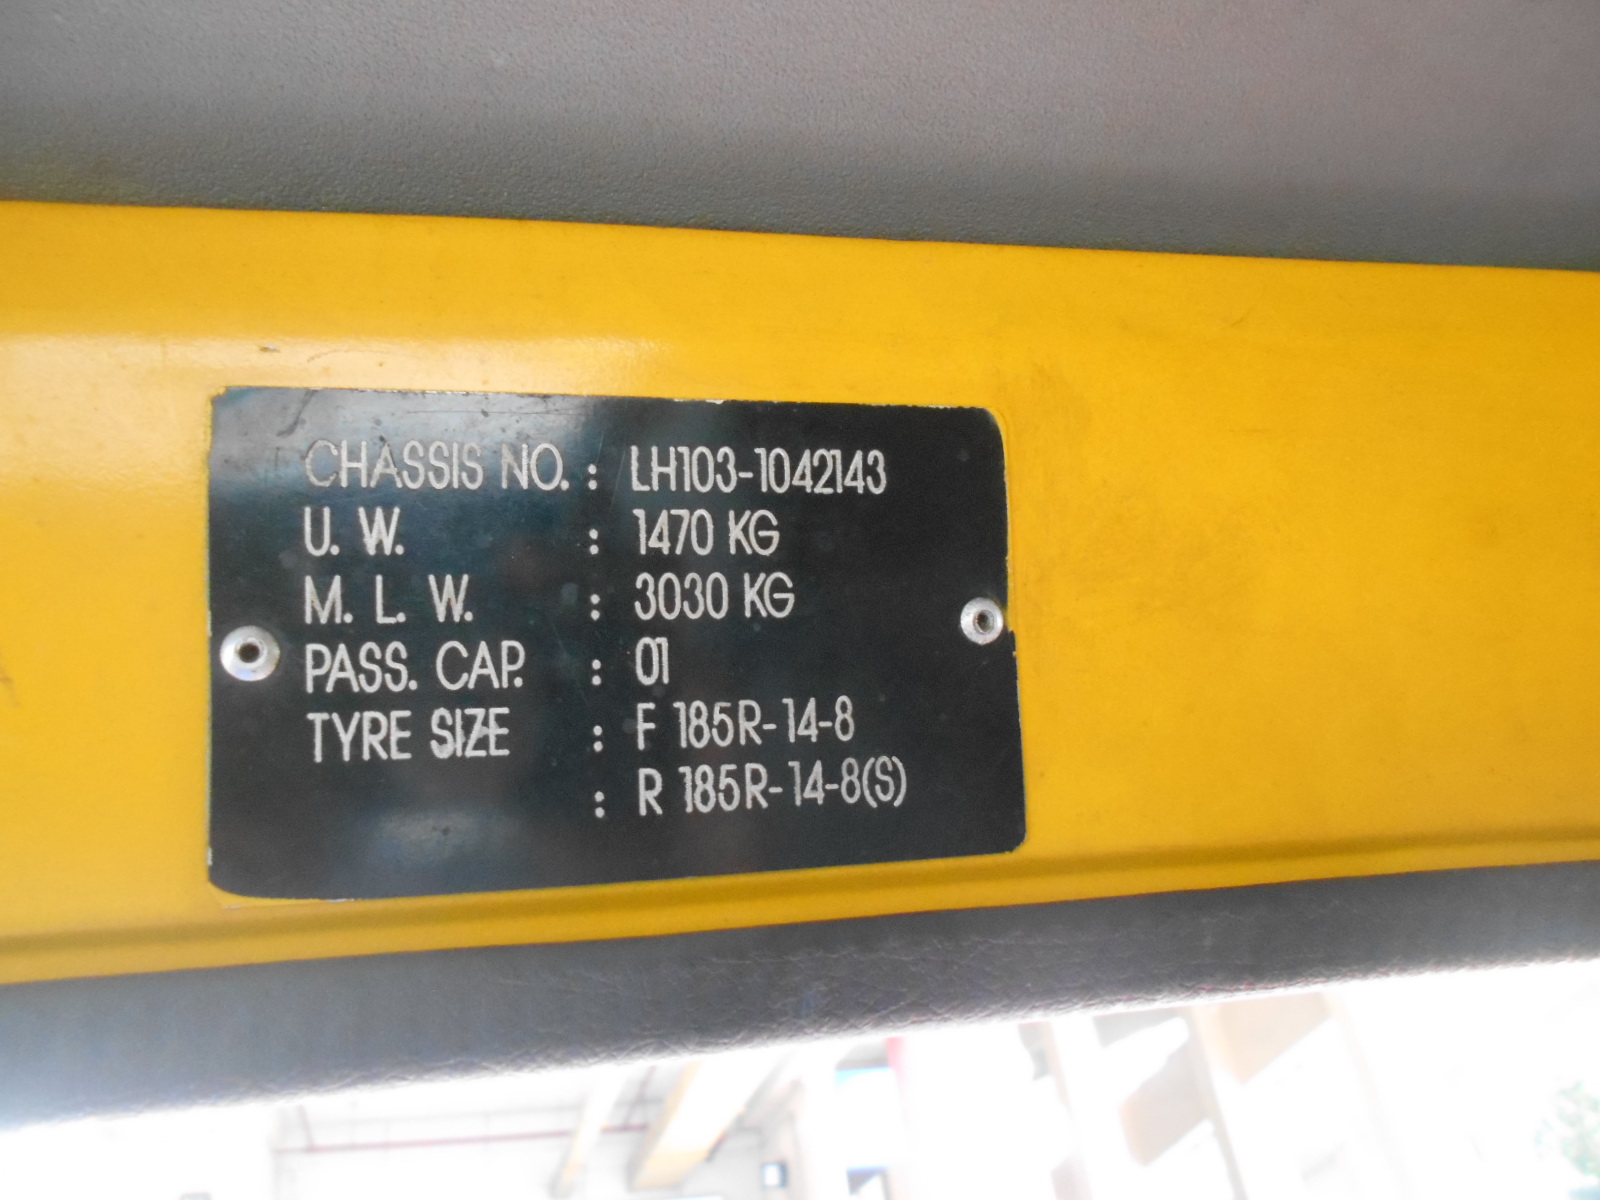 CHASSIS NO. : LH103-1042143
U. W. : 1470 KG
M. L. W. : 3030 KG
PASS. CAP. : 01
TYRE SIZE : F 185R-14-8
: R 185R-14-8(S)